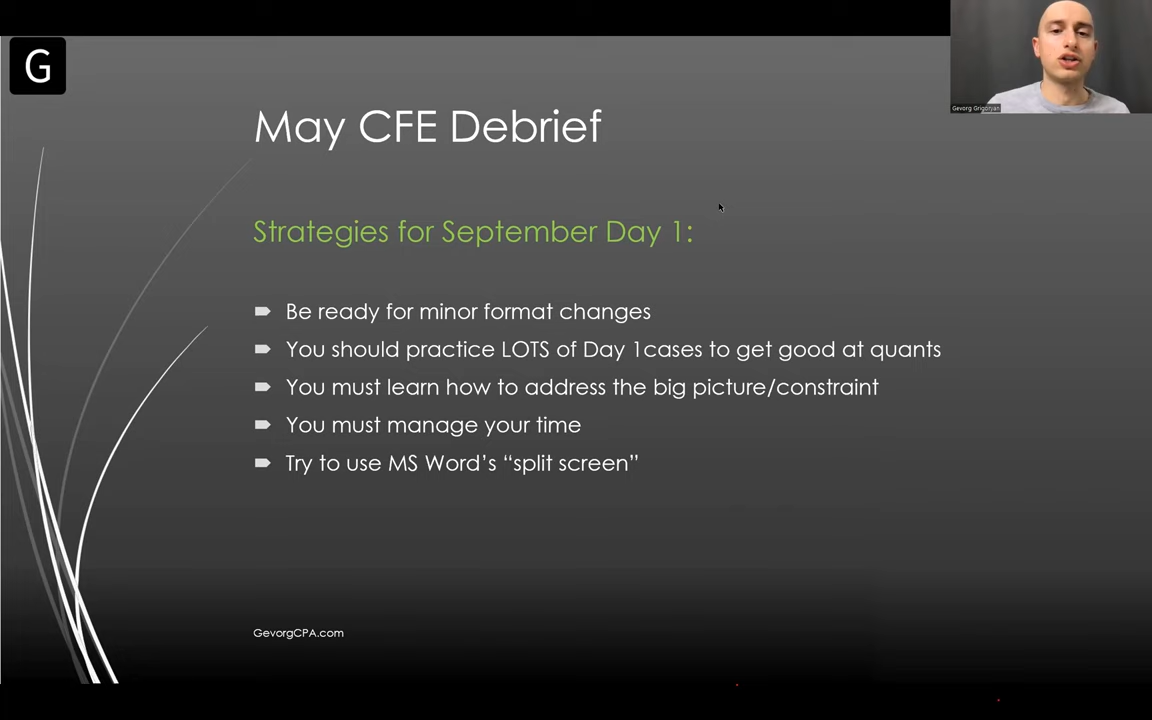 G
Gevorg Grigoryan
May CFE Debrief
Strategies for September Day 1:
Be ready for minor format changes
You should practice LOTS of Day 1cases to get good at quants
You must learn how to address the big picture/constraint
You must manage your time
Try to use MS Word's “split screen”
GevorgCPA.com